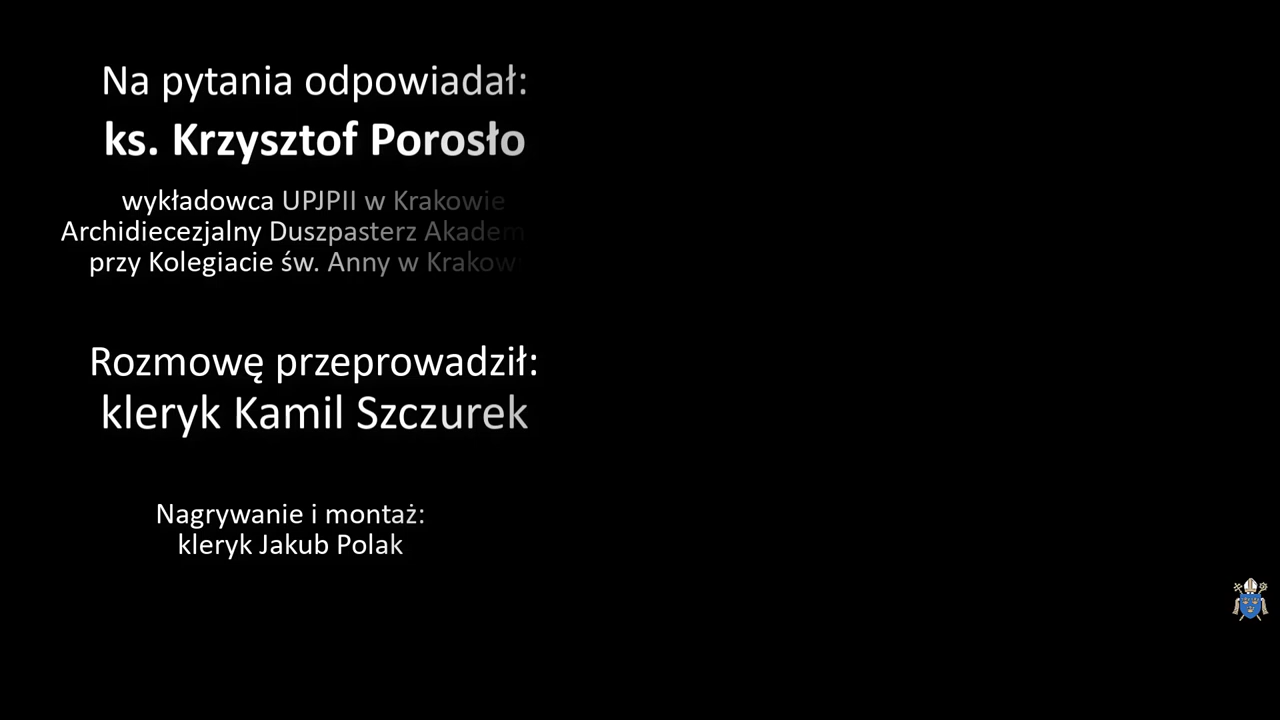 Na pytania odpowiadał:
ks. Krzysztof Porosło
wykładowca UPJPII w Krakowie
Archidiecezjalny Duszpasterz
przy Kolegiacie św. Anny w
Rozmowę przeprowadził:
kleryk Kamil Szczurek
Nagrywanie i montaż:
kleryk Jakub Polak